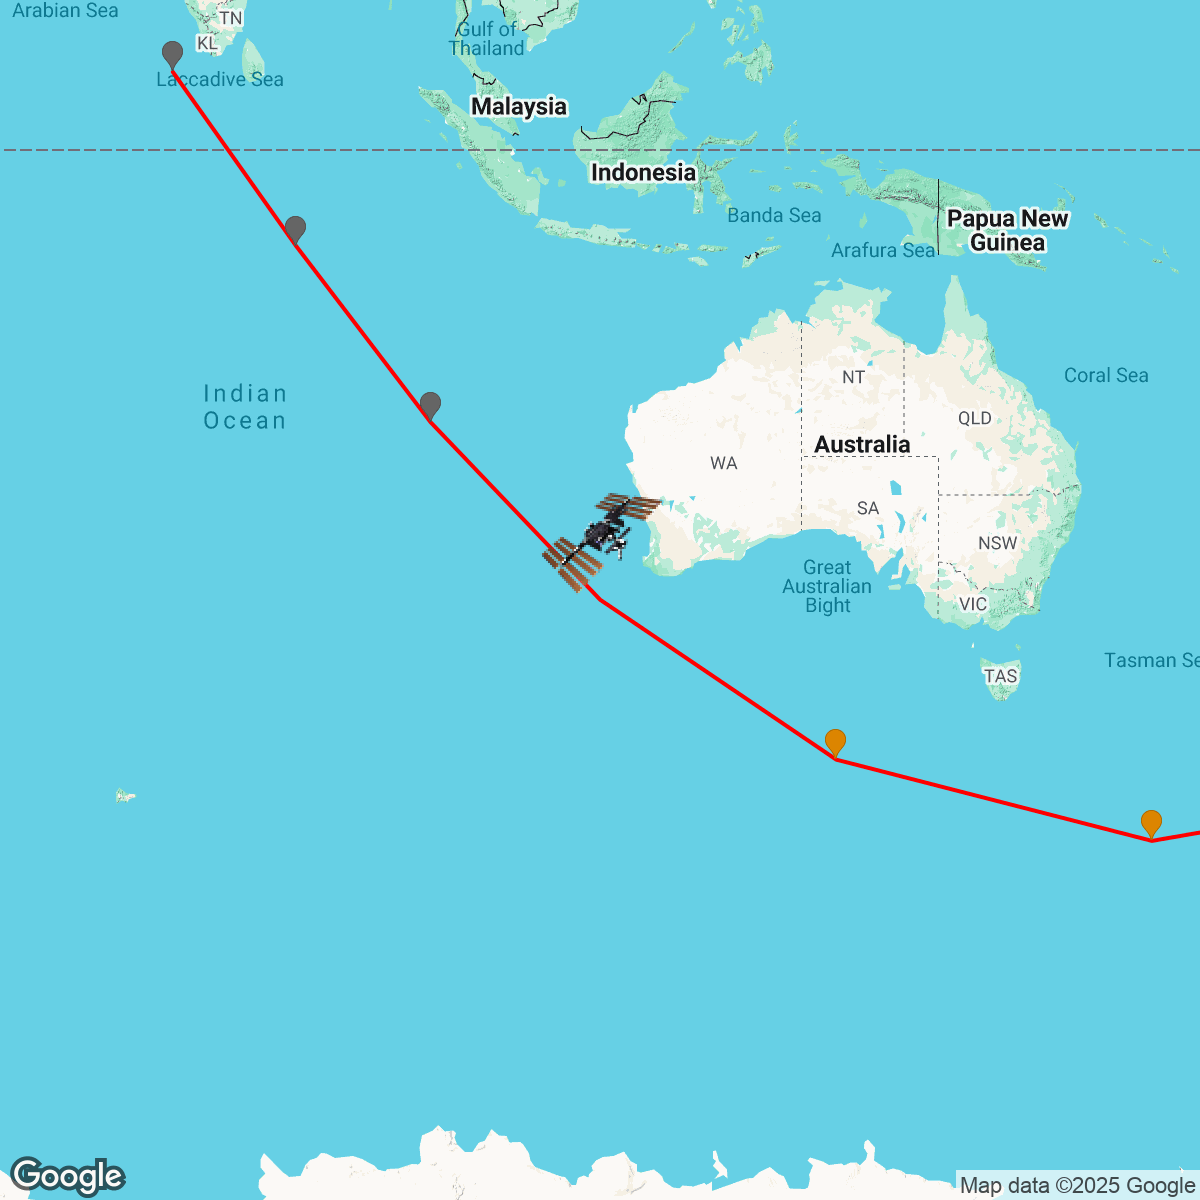 Arabian Sea
TN
KL
Laccadive Sea
Gulf of
Thailand
Malaysia
Indonesia
Banda Sea
Arafura Sea
Papua New
Guinea
Indian
Ocean
Coral Sea
NT
QLD
Australia
WA
SA
NSW
Great
Australian
Bight
VIC
TAS
Tasman Se
Google
Map data ©2025 Google